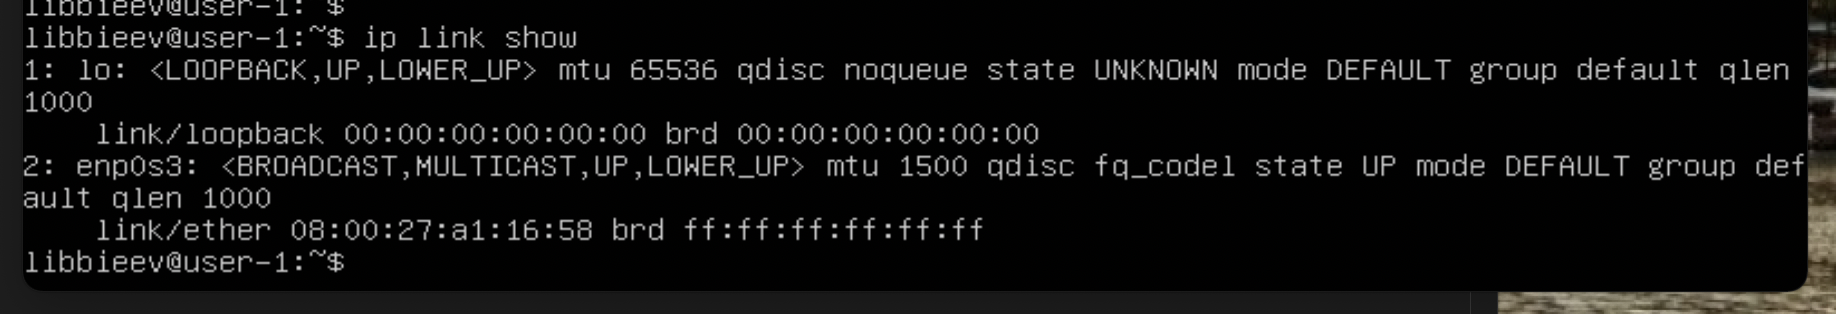 libbieev@user-1: $
libbieev@user-1:~$ ip link show
1: lo: <LOOPBACK,UP,LOWER_UP> mtu 65536 qdisc noqueue state UNKNOWN mode DEFAULT group default qlen
1000
    link/loopback 00:00:00:00:00:00 brd 00:00:00:00:00:00
2: enp0s3: <BROADCAST,MULTICAST,UP,LOWER_UP> mtu 1500 qdisc fq_codel state UP mode DEFAULT group def
ault qlen 1000
    link/ether 08:00:27:a1:16:58 brd ff:ff:ff:ff:ff:ff
libbieev@user-1:~$